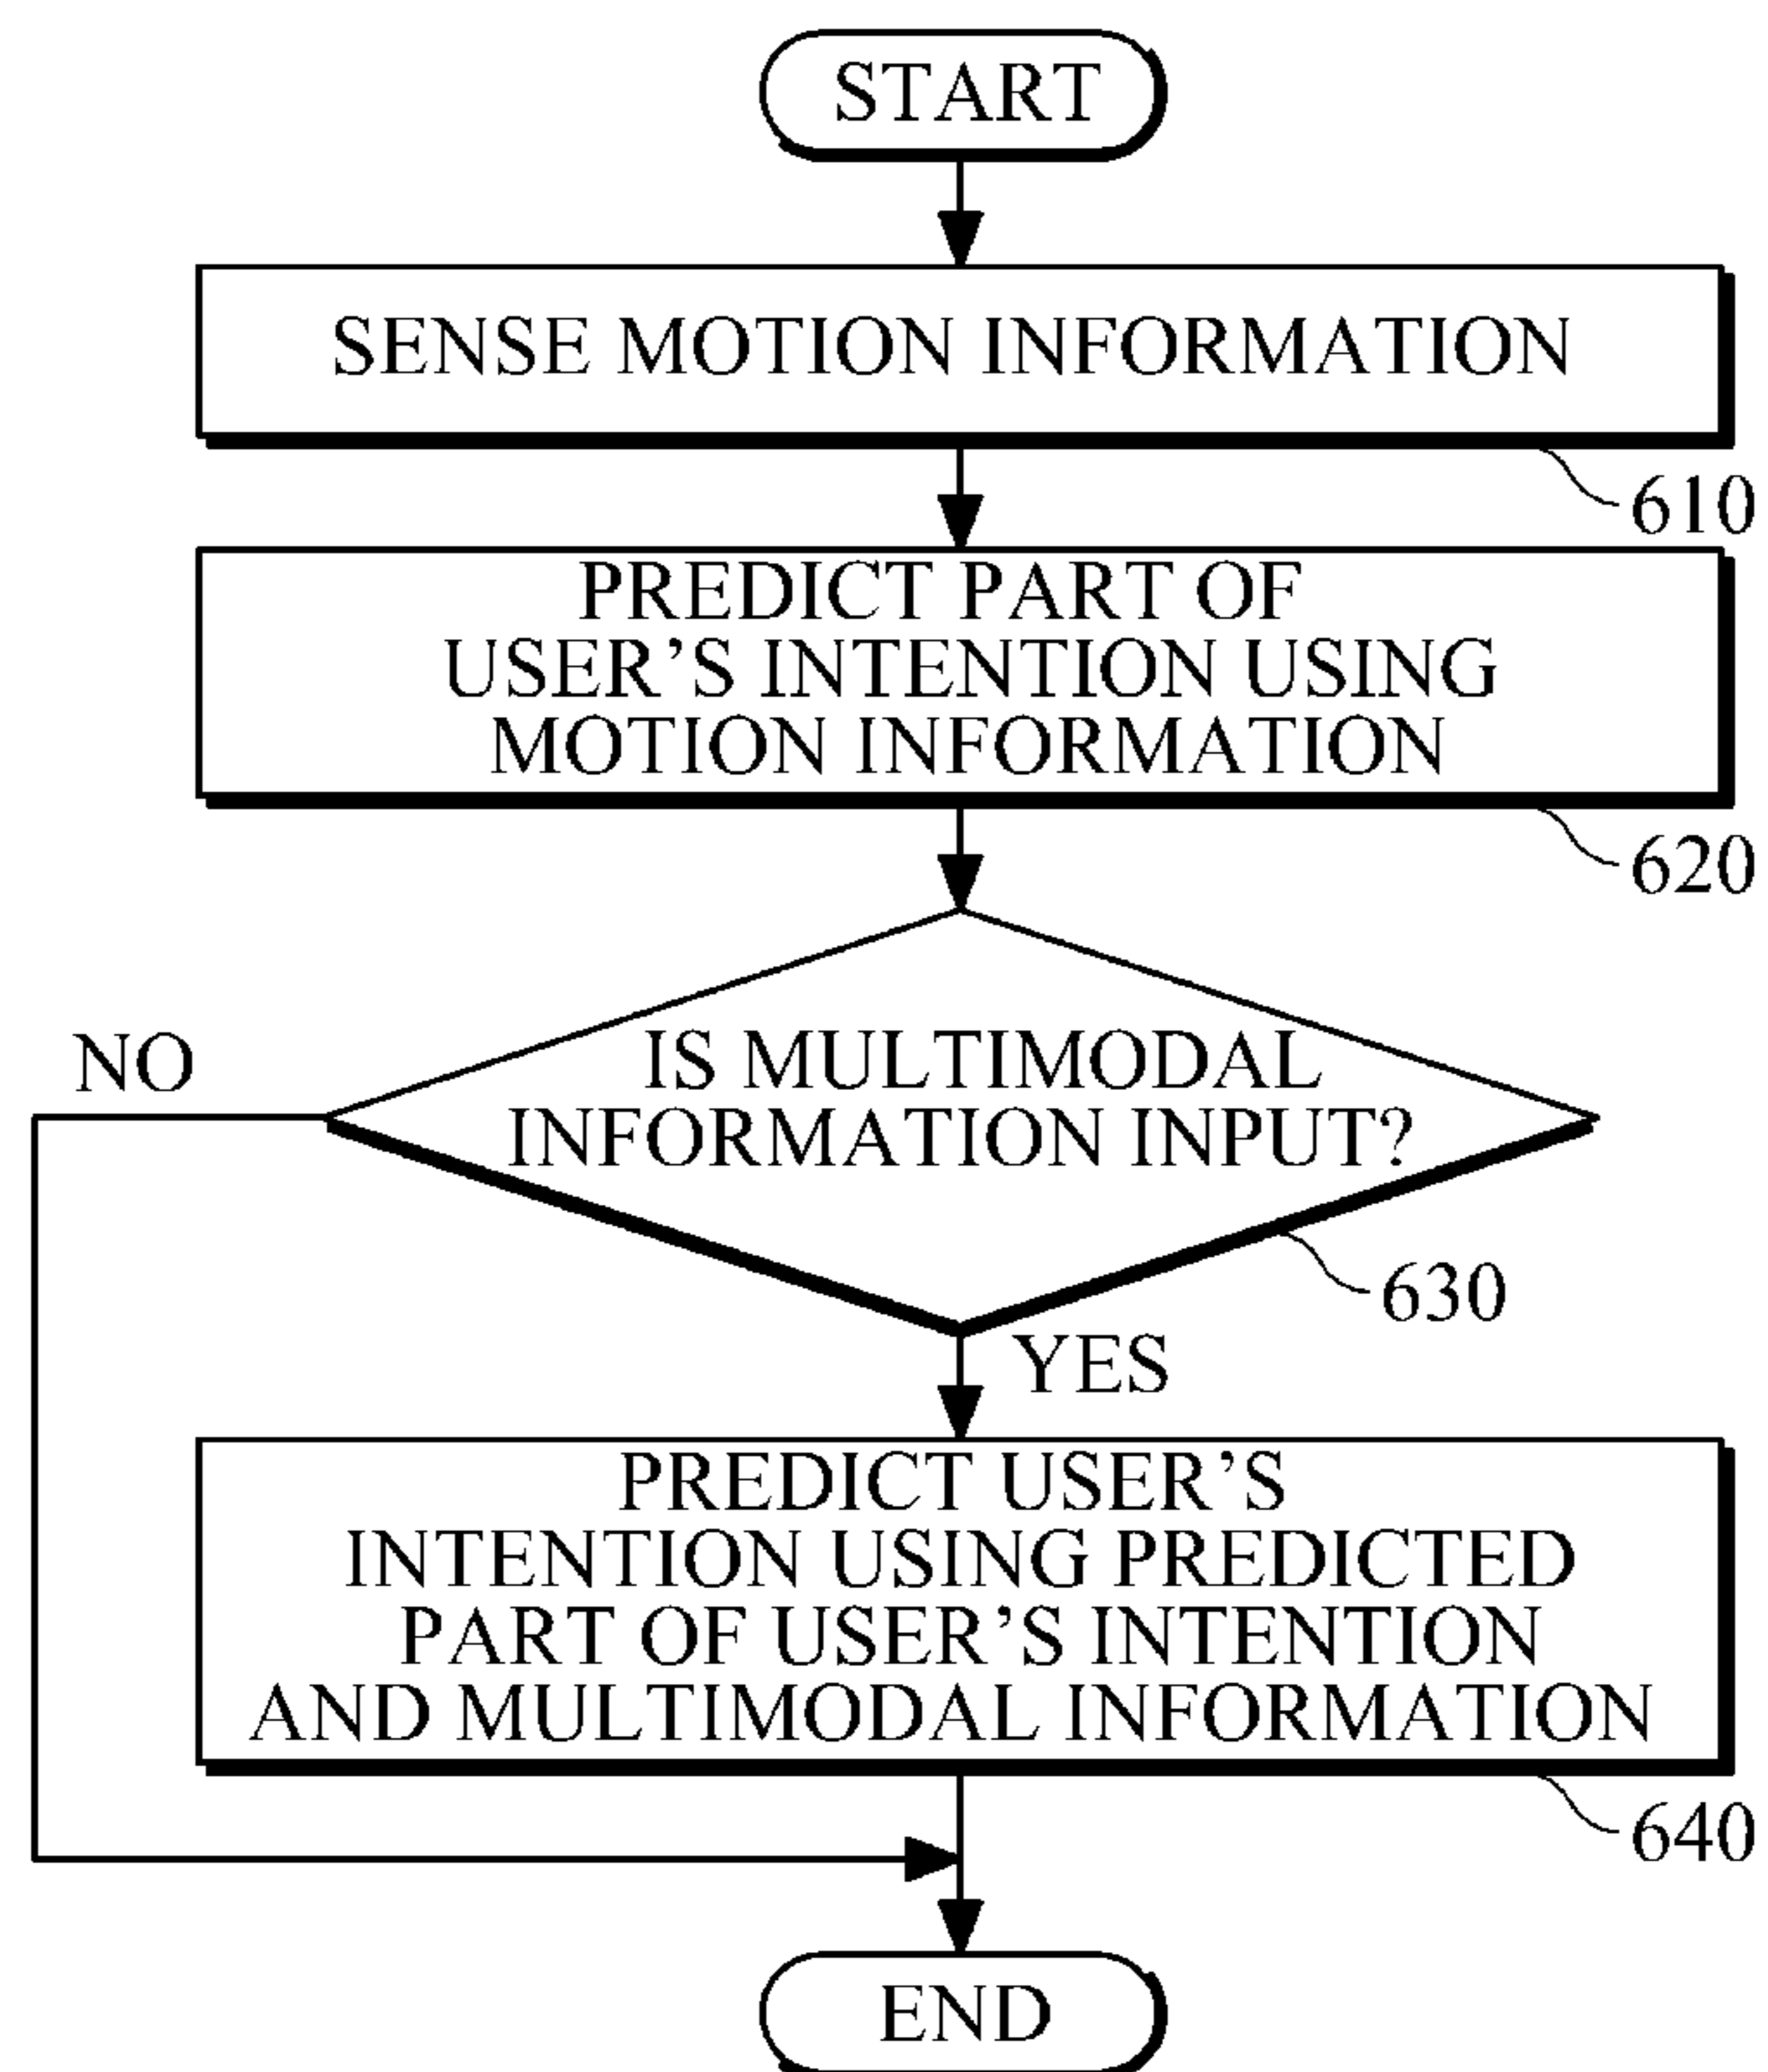 START
SENSE MOTION INFORMATION
610
PREDICT PART OF
USER’S INTENTION USING
MOTION INFORMATION
620
NO
IS MULTIMODAL
INFORMATION INPUT?
630
YES
PREDICT USER’S
INTENTION USING PREDICTED
PART OF USER’S INTENTION
AND MULTIMODAL INFORMATION
640
END